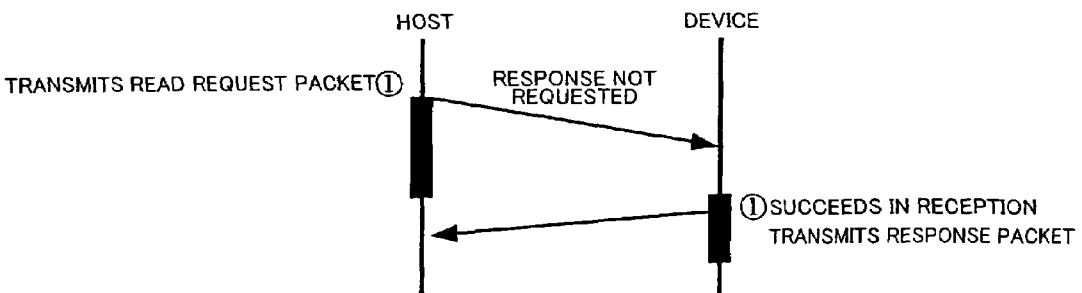 HOST
DEVICE
TRANSMITS READ REQUEST PACKET①
RESPONSE NOT
REQUESTED
①SUCCEEDS IN RECEPTION
TRANSMITS RESPONSE PACKET